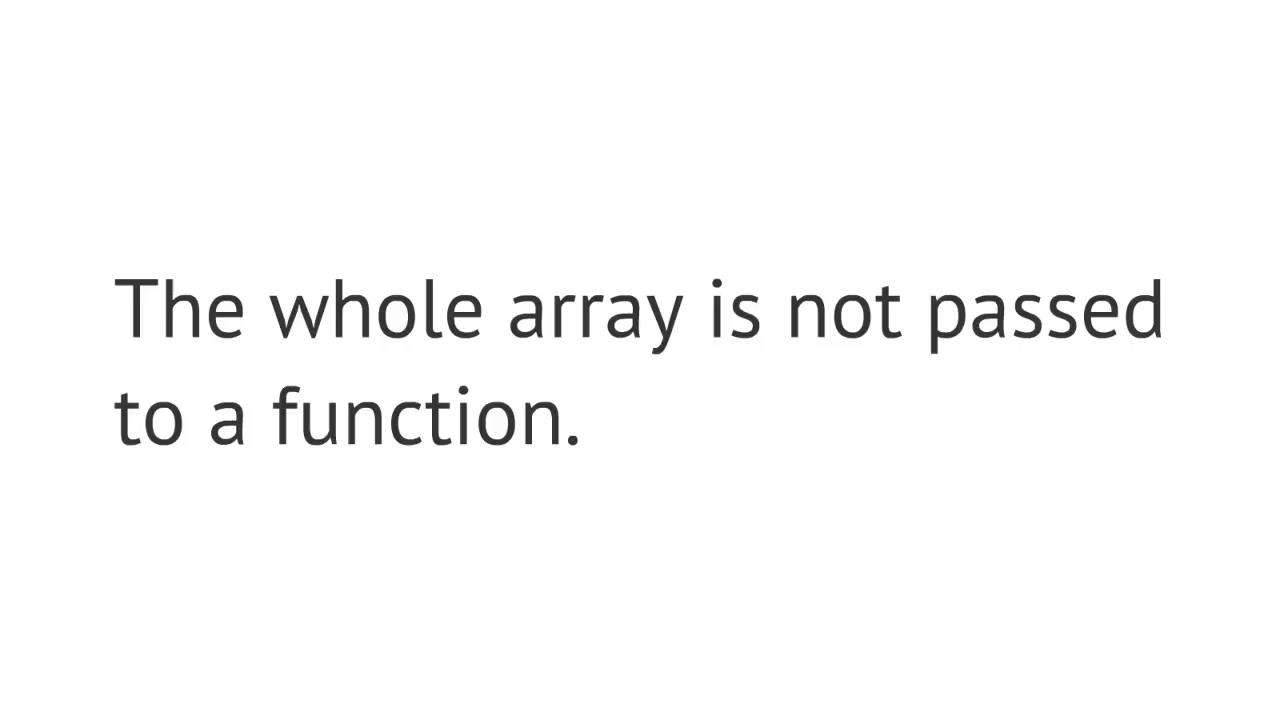 The whole array is not passed
to a function.